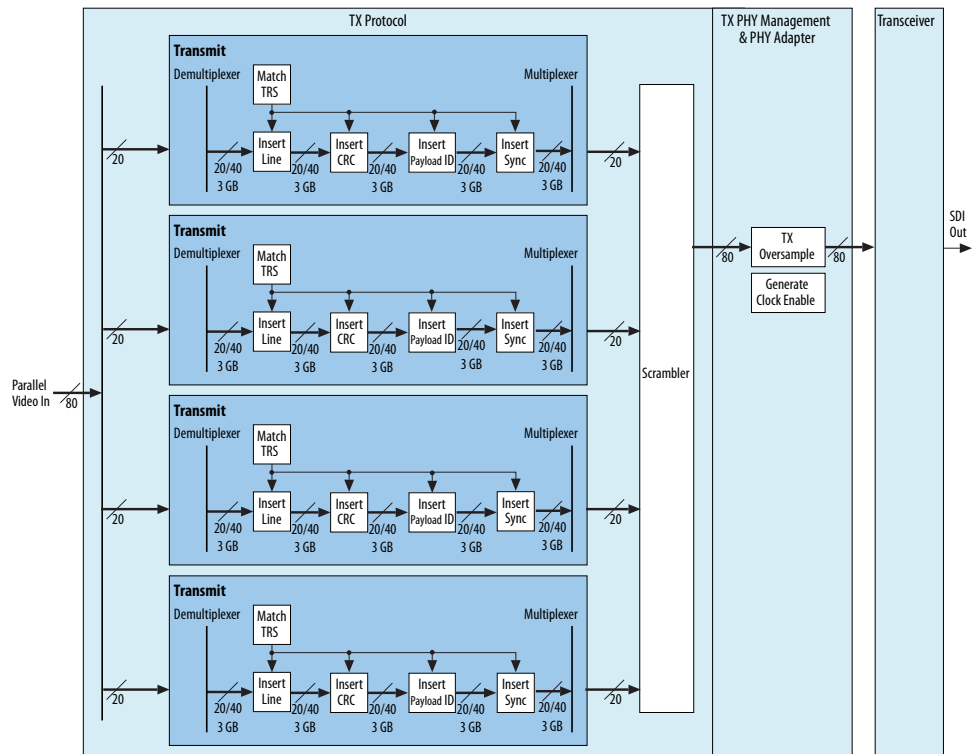 TX Protocol
TX PHY Management
& PHY Adapter
Transceiver
Transmit
Demultiplexer
Match
TRS
Multiplexer
20
Insert
Line
Insert
CRC
Insert
Payload ID
Insert
Sync
20/40
3 GB
20/40
3 GB
20/40
3 GB
20/40
3 GB
20/40
3 GB
20
Transmit
Demultiplexer
Match
TRS
Multiplexer
20
Insert
Line
Insert
CRC
Insert
Payload ID
Insert
Sync
20/40
3 GB
20/40
3 GB
20/40
3 GB
20/40
3 GB
20/40
3 GB
20
Scrambler
80
TX
Oversample
80
Generate
Clock Enable
SDI
Out
Parallel
Video In
80
Transmit
Demultiplexer
Match
TRS
Multiplexer
20
Insert
Line
Insert
CRC
Insert
Payload ID
Insert
Sync
20/40
3 GB
20/40
3 GB
20/40
3 GB
20/40
3 GB
20/40
3 GB
20
Transmit
Demultiplexer
Match
TRS
Multiplexer
20
Insert
Line
Insert
CRC
Insert
Payload ID
Insert
Sync
20/40
3 GB
20/40
3 GB
20/40
3 GB
20/40
3 GB
20/40
3 GB
20